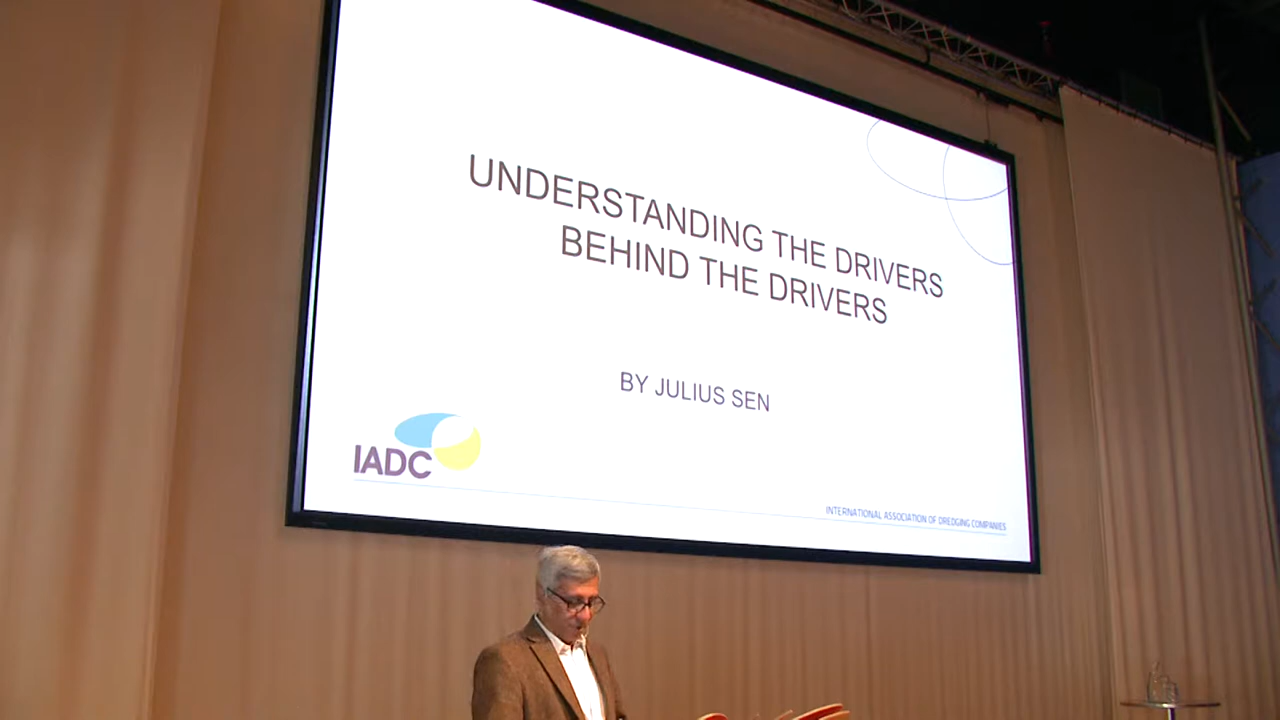 UNDERSTANDING THE DRIVERS
BEHIND THE DRIVERS
BY JULIUS SEN
IADC
INTERNATIONAL ASSOCIATION OF DREDGING COMPANIES